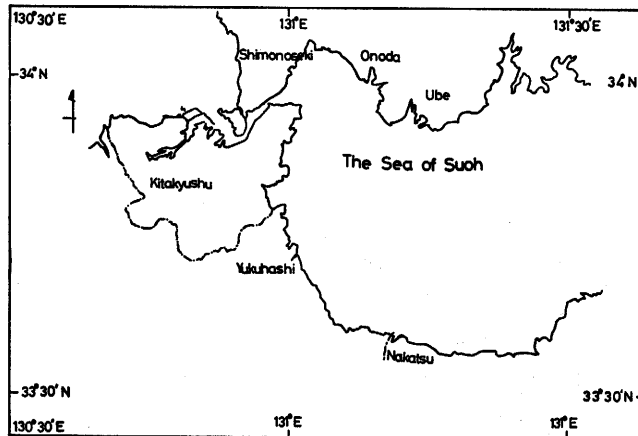 130°30'E
131°E
131°30'
Shimonoseki
Onoda
34°N
34°N
Ube
The Sea of Suoh
Kitakyushu
Yukuhashi
Nakatsu
33°30'N
33°30'N
130°30'E
131°E
131°E